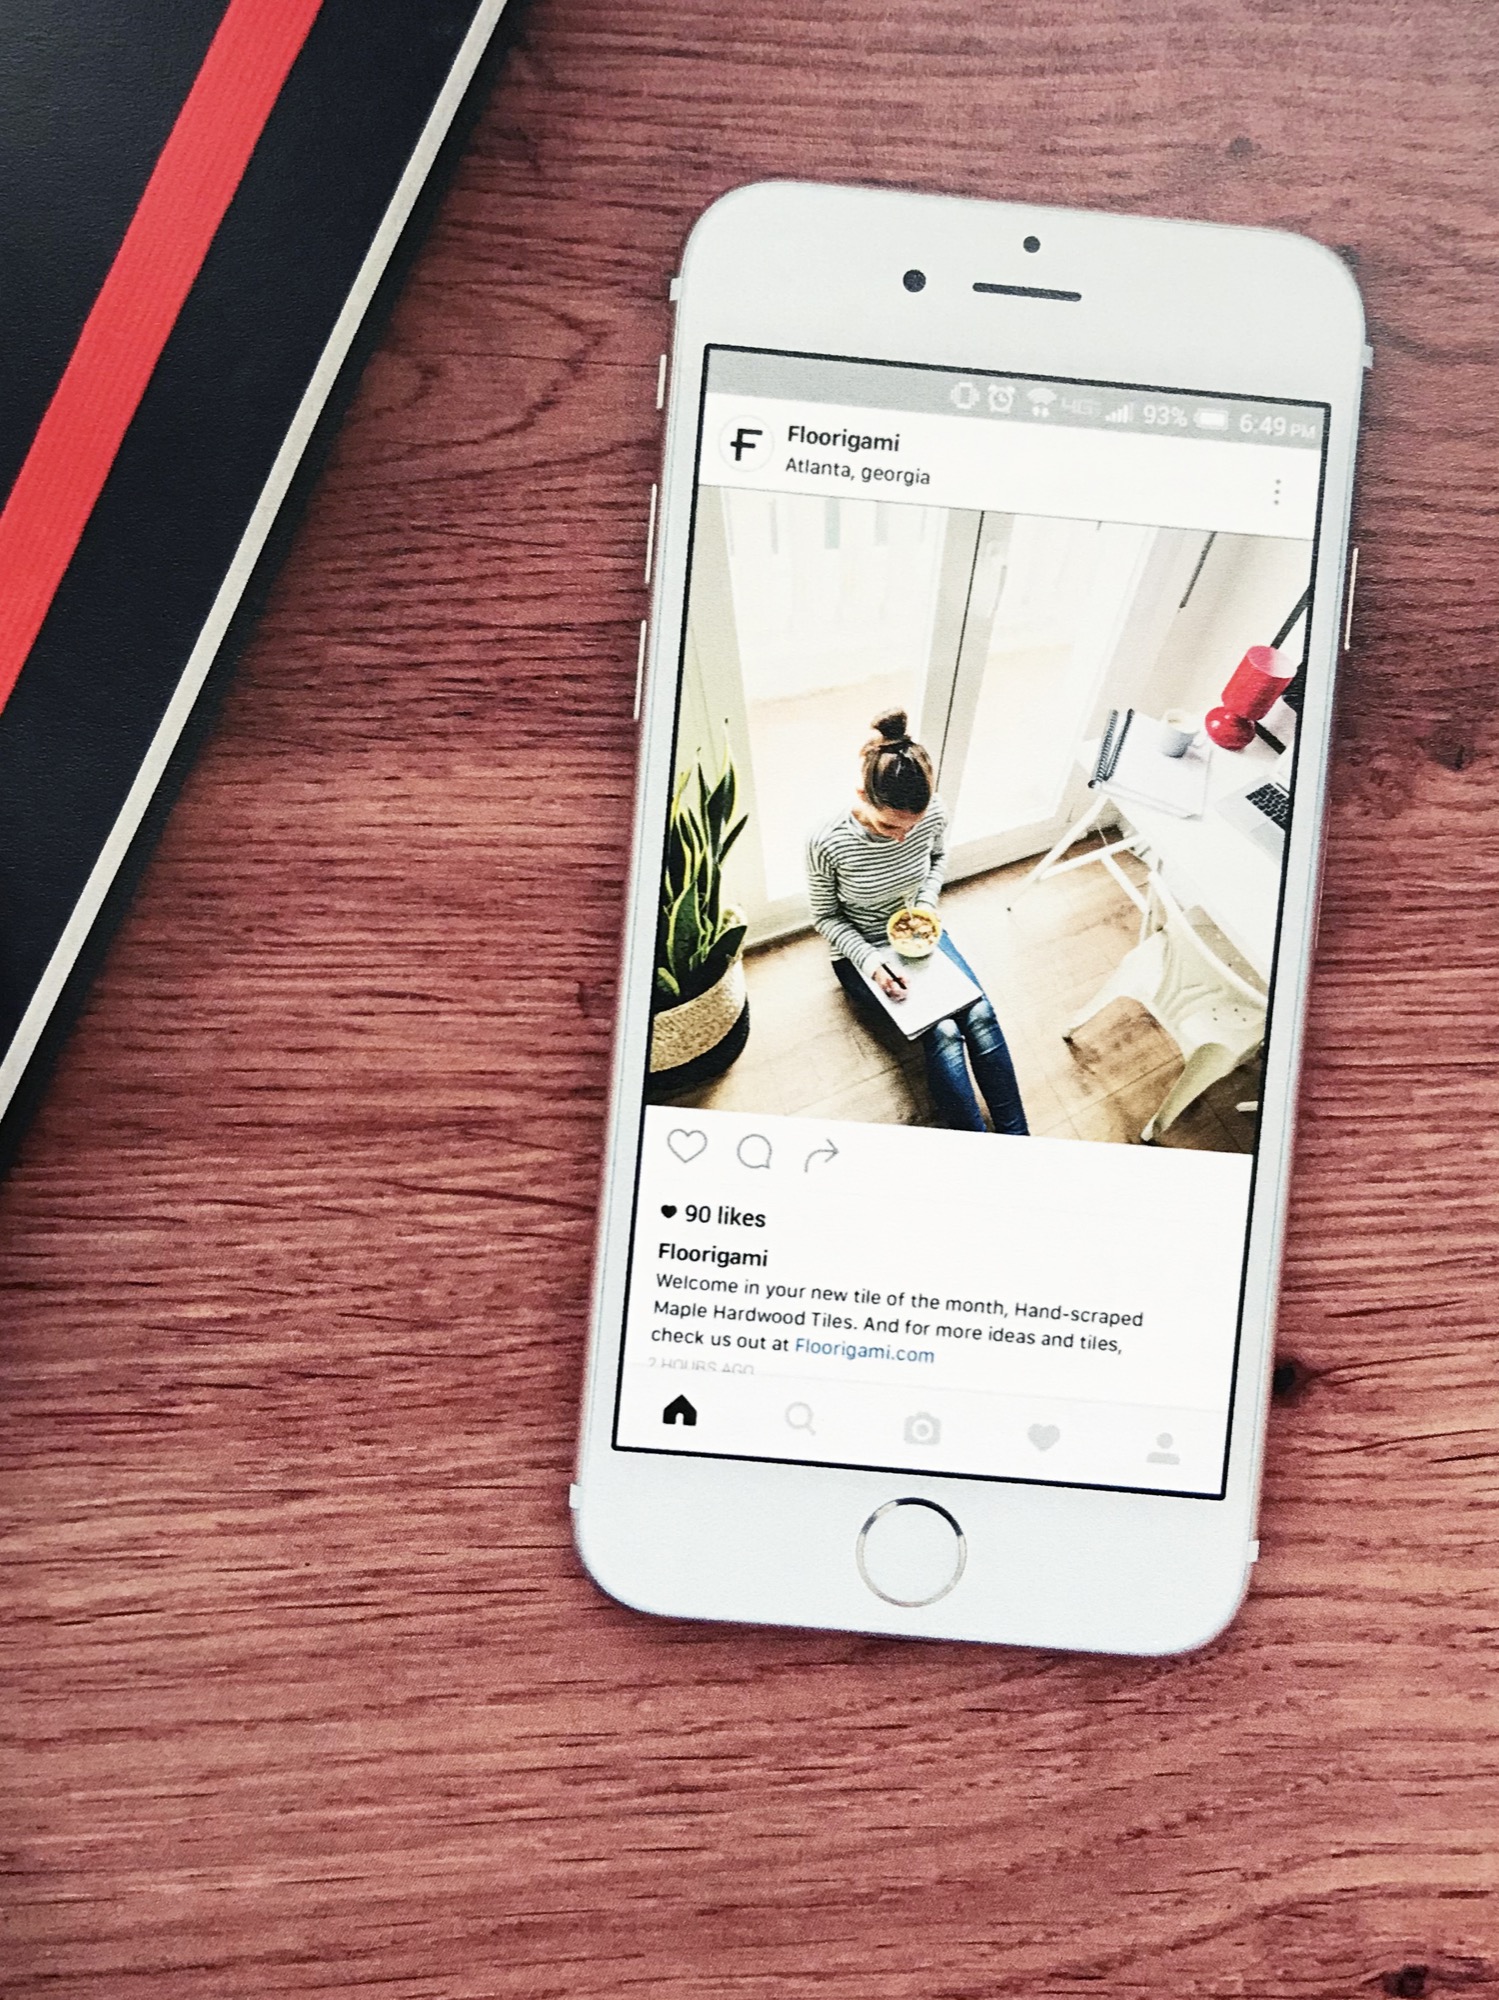 93% 6:49 PM
F
Floorigami
Atlanta, georgia
90 likes
Floorigami
Welcome in your new tile of the month, Hand-scraped
Maple Hardwood Tiles. And for more ideas and tiles,
check us out at Floorigami.com
2 HOURS AGO